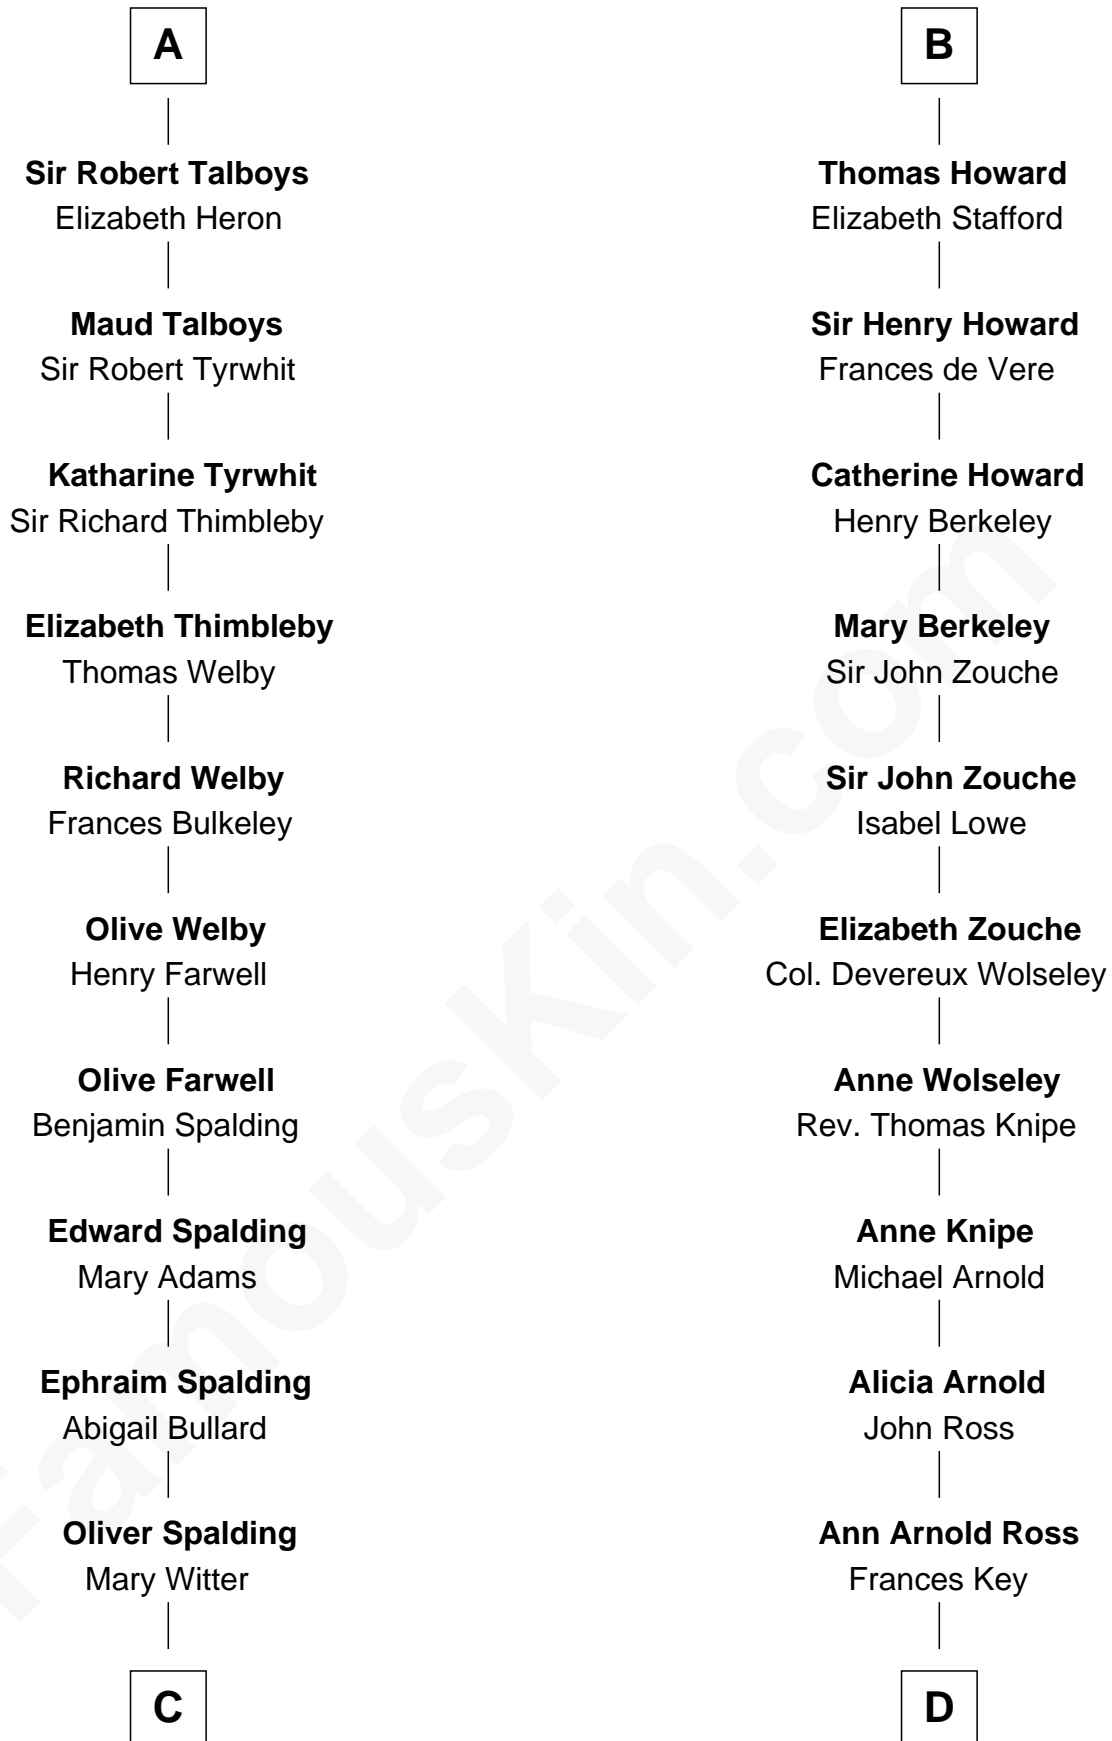 A
Sir Robert Talboys
Elizabeth Heron
Maud Talboys
Sir Robert Tyrwhit
Katharine Tyrwhit
Sir Richard Thimbleby
Elizabeth Thimbleby
Thomas Welby
Richard Welby
Frances Bulkeley
Olive Welby
Henry Farwell
Olive Farwell
Benjamin Spalding
Edward Spalding
Mary Adams
Ephraim Spalding
Abigail Bullard
Oliver Spalding
Mary Witter
C
B
Thomas Howard
Elizabeth Stafford
Sir Henry Howard
Frances de Vere
Catherine Howard
Henry Berkeley
Mary Berkeley
Sir John Zouche
Sir John Zouche
Isabel Lowe
Elizabeth Zouche
Col. Devereux Wolseley
Anne Wolseley
Rev. Thomas Knipe
Anne Knipe
Michael Arnold
Alicia Arnold
John Ross
Ann Arnold Ross
Frances Key
D
FamousKin.com